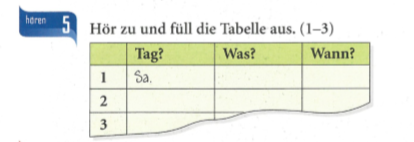 hören 5 Hör zu und füll die Tabelle aus. (1–3)
Tag? Was? Wann?
1 Sa.
2
3